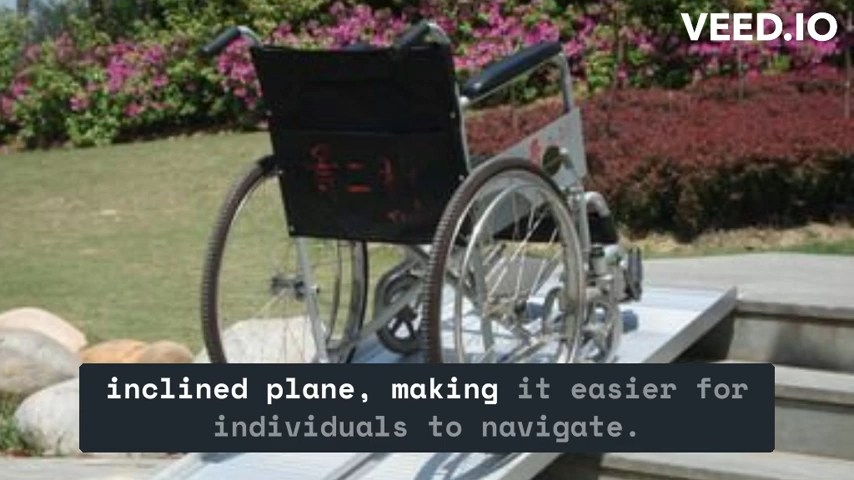 VEED.IO
inclined plane, making it easier for
individuals to navigate.